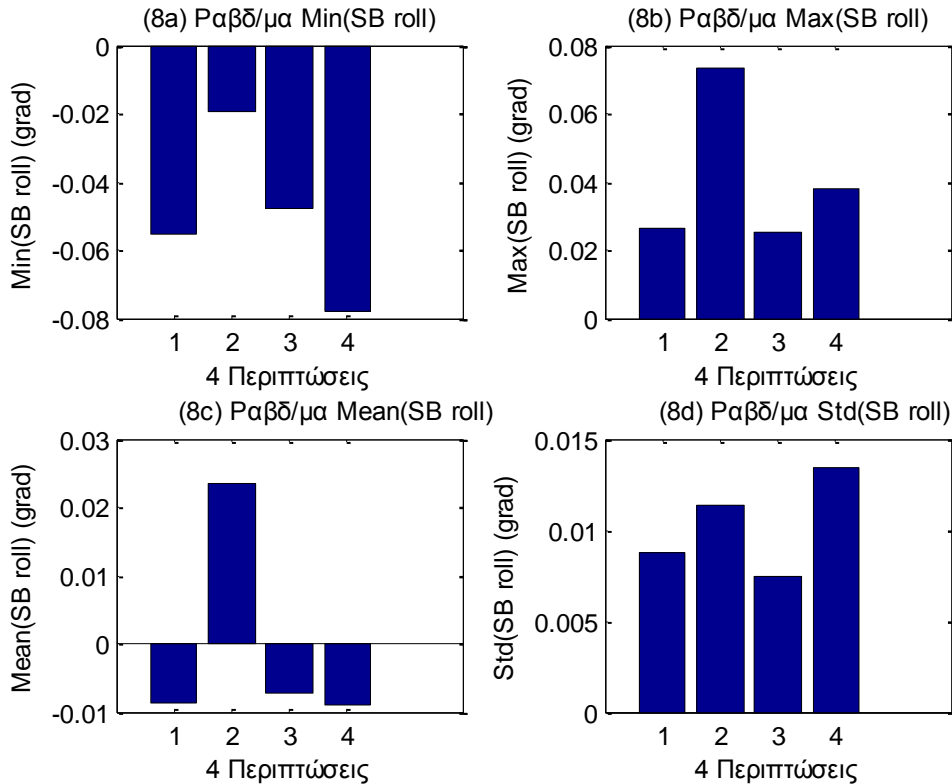 (8a) Ραβδ/μα Min(SB roll)
0
-0.02
-0.04
-0.06
-0.08
Min(SB roll) (grad)
1 2 3 4
4 Περιπτώσεις
(8b) Ραβδ/μα Max(SB roll)
0.08
0.06
0.04
0.02
0
Max(SB roll) (grad)
1 2 3 4
4 Περιπτώσεις
(8c) Ραβδ/μα Mean(SB roll)
0.03
0.02
0.01
0
-0.01
Mean(SB roll) (grad)
1 2 3 4
4 Περιπτώσεις
(8d) Ραβδ/μα Std(SB roll)
0.015
0.01
0.005
0
Std(SB roll) (grad)
1 2 3 4
4 Περιπτώσεις